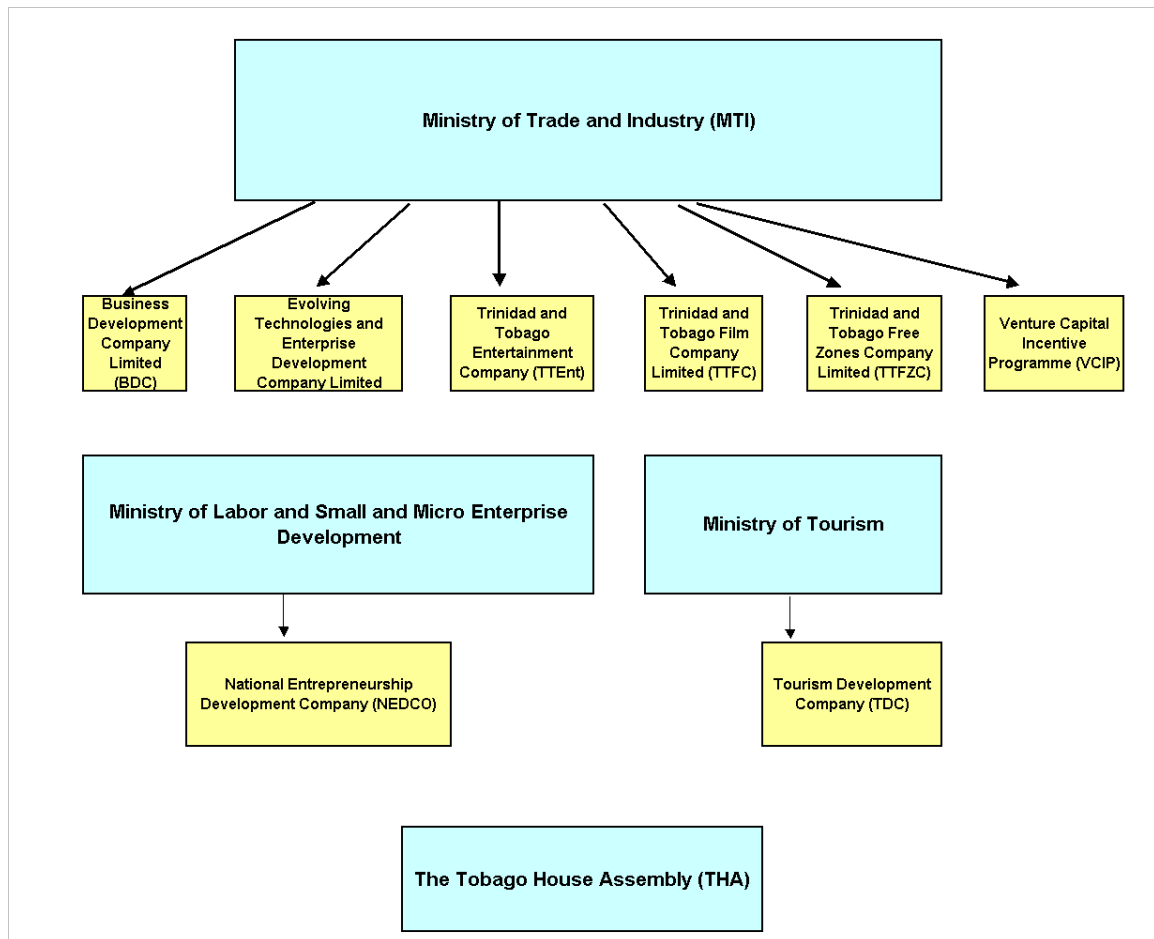 Ministry of Trade and Industry (MTI)
Business
Development
Company
Limited
(BDC)
Evolving
Technologies and
Enterprise
Development
Company Limited
Trinidad and
Tobago
Entertainment
Company (TTEnt)
Trinidad and
Tobago Film
Company
Limited (TTFC)
Trinidad and
Tobago Free
Zones Company
Limited (TTFZC)
Venture Capital
Incentive
Programme (VCIP)
Ministry of Labor and Small and Micro Enterprise
Development
Ministry of Tourism
National Entrepreneurship
Development Company (NEDCO)
Tourism Development
Company (TDC)
The Tobago House Assembly (THA)